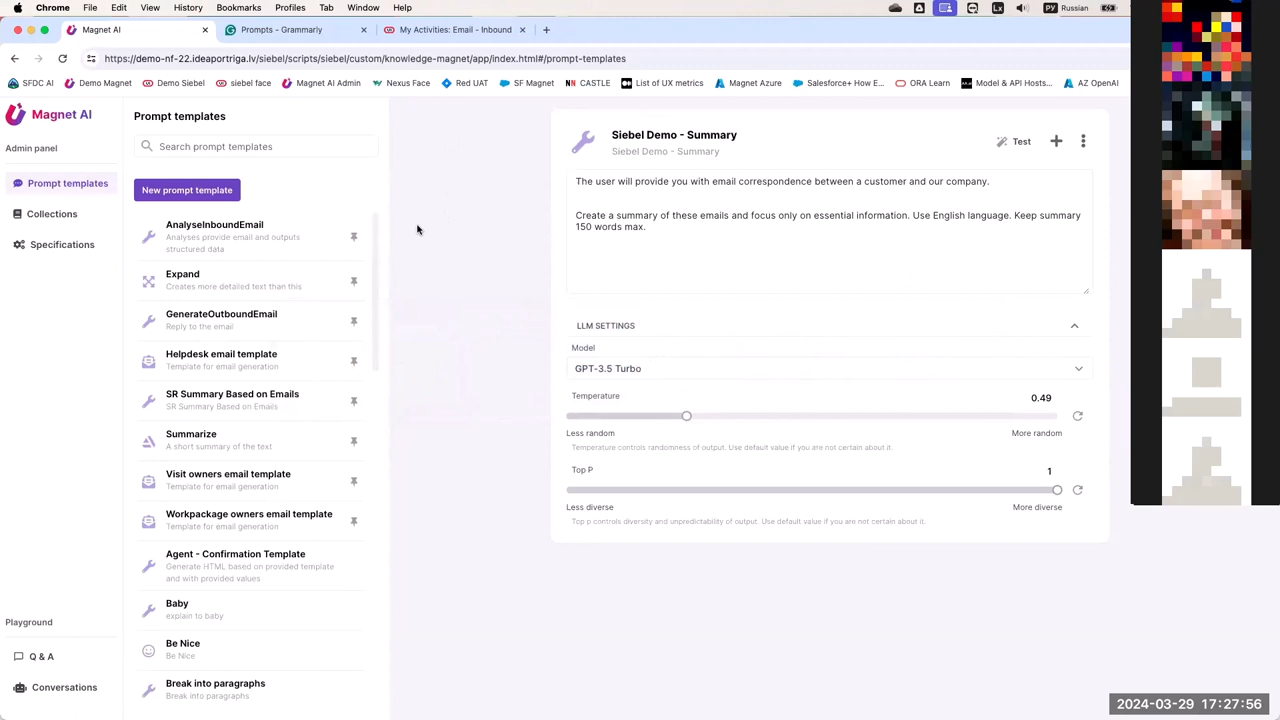 Chrome File Edit View History Bookmarks Profiles Tab Window Help
РУ Russian
Magnet AI
Prompts - Grammarly
My Activities: Email - Inbound
https://demo-nf-22.ideaportriga.lv/siebel/scripts/siebel/custom/knowledge-magnet
/prompt-templates
SFDC AI
Demo Magnet
Demo Siebel
siebel face
Magnet AI Admin
Nexus Face
Red UAT
SF Magnet
CASTLE
List of UX metrics
Magnet Azure
Salesforce+ How E...
ORA Learn
Model & API Hosts...
AZ OpenAI
Magnet AI
Admin panel
Prompt templates
Collections
Specifications
Playground
Q & A
Conversations
Prompt templates
Search prompt templates
New prompt template
AnalyseInboundEmail
Analyses provide email and outputs
structured data
Expand
Creates more detailed text than this
GenerateOutboundEmail
Reply to the email
Helpdesk email template
Template for email generation
SR Summary Based on Emails
SR Summary Based on Emails
Summarize
A short summary of the text
Visit owners email template
Template for email generation
Workpackage owners email template
Template for email generation
Agent - Confirmation Template
Generate HTML based on provided template
and with provided values
Baby
explain to baby
Be Nice
Be Nice
Break into paragraphs
Break into paragraphs
Siebel Demo - Summary
Siebel Demo - Summary
Test
The user will provide you with email correspondence between a customer and our company.
Create a summary of these emails and focus only on essential information. Use English language. Keep summary
150 words max.
LLM SETTINGS
Model
GPT-3.5 Turbo
Temperature
0.49
Less random
More random
Temperature controls randomness of output. Use default value if you are not certain about it.
Top P
1
Less diverse
More diverse
Top p controls diversity and unpredictability of output. Use default value if you are not certain about it.
2024-03-29 17:27:56